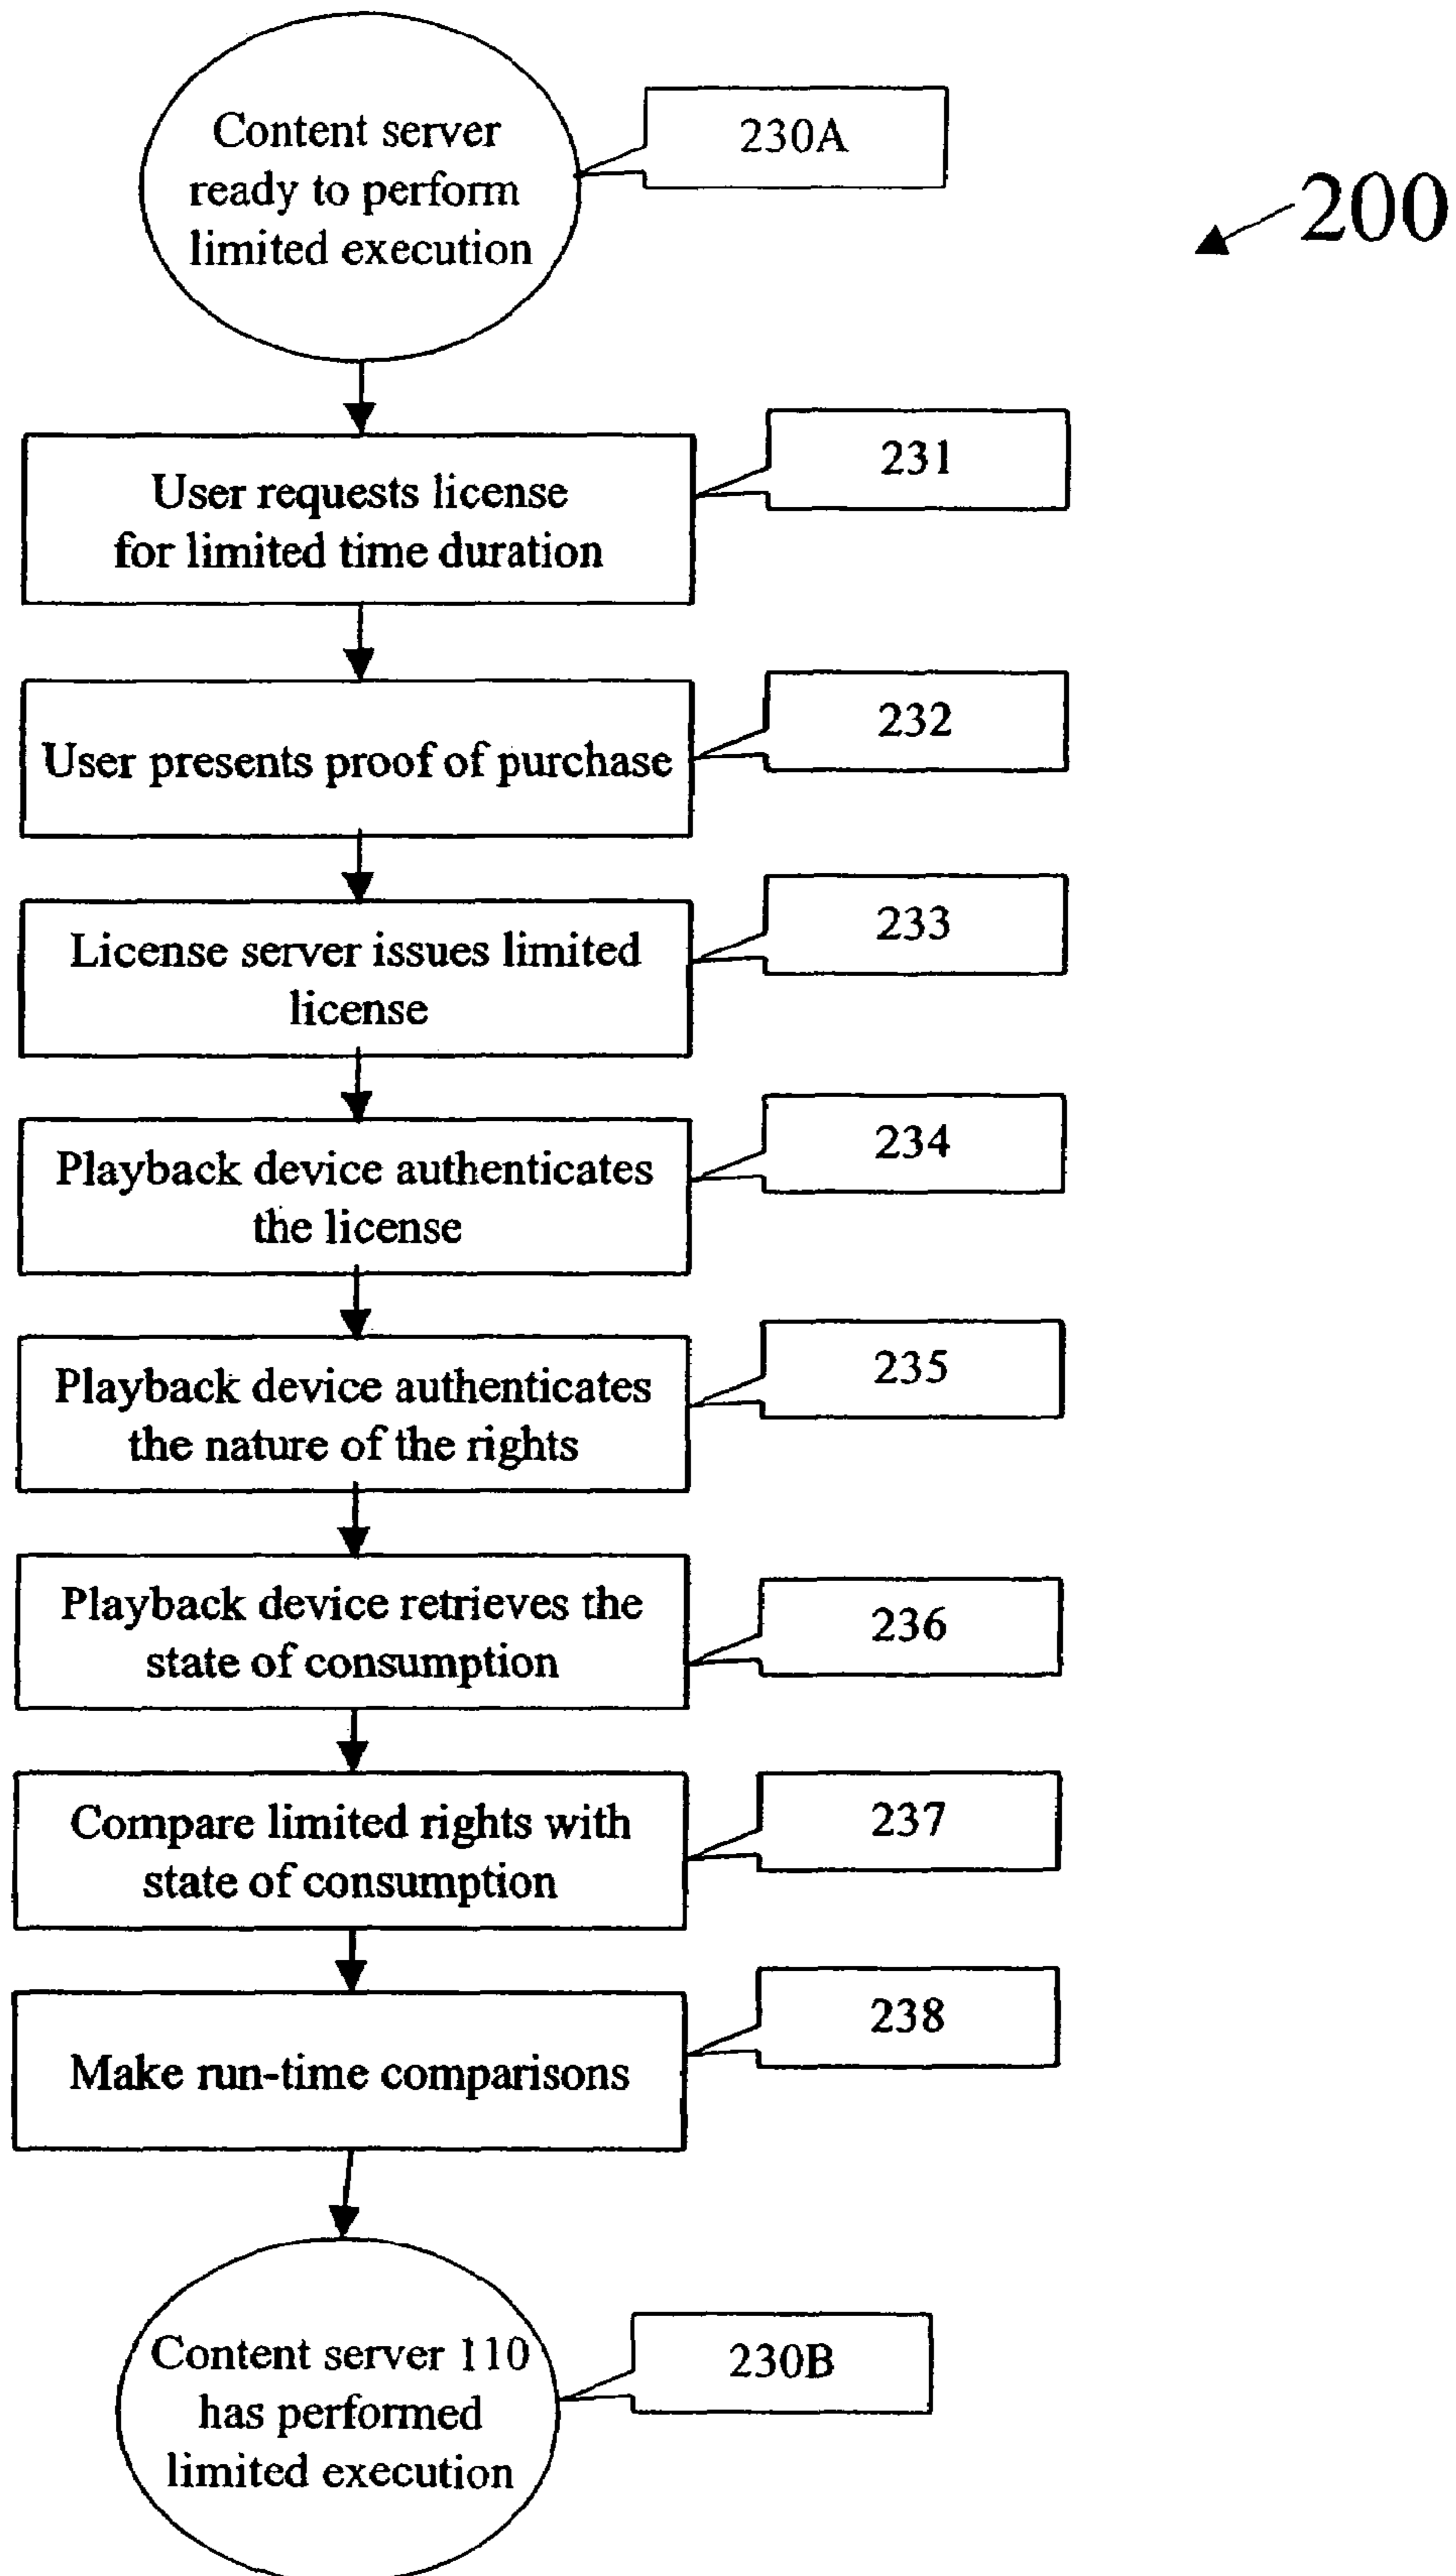 Content server
ready to perform
limited execution
230A
200
User requests license
for limited time duration
231
User presents proof of purchase
232
License server issues limited
license
233
Playback device authenticates
the license
234
Playback device authenticates
the nature of the rights
235
Playback device retrieves the
state of consumption
236
Compare limited rights with
state of consumption
237
Make run-time comparisons
238
Content server 110
has performed
limited execution
230B